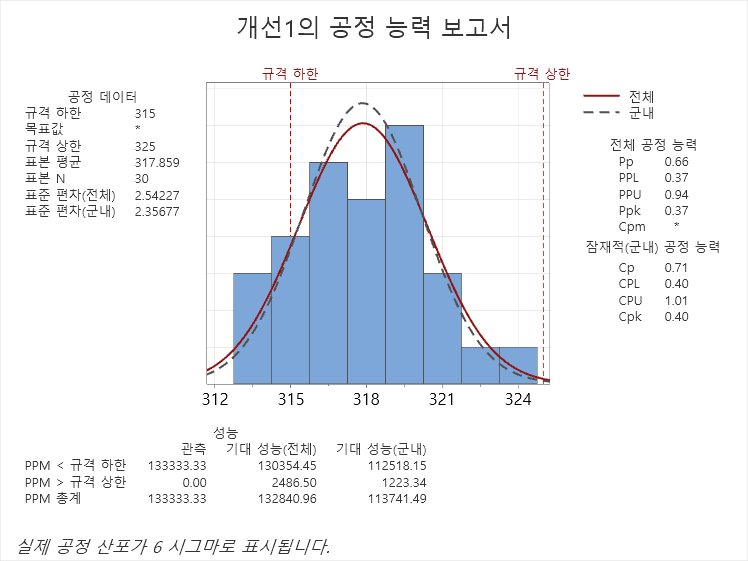 개선1의 공정 능력 보고서
규격 하한
규격 상한
공정 데이터
규격 하한 315
목표값 *
규격 상한 325
표본 평균 317.859
표본 N 30
표준 편차(전체) 2.54227
표준 편차(군내) 2.35677
전체
군내
전체 공정 능력
Pp 0.66
PPL 0.37
PPU 0.94
Ppk 0.37
Cpm *
잠재적(군내) 공정 능력
Cp 0.71
CPL 0.40
CPU 1.01
Cpk 0.40
312 315 318 321 324
성능
관측 기대 성능(전체) 기대 성능(군내)
PPM < 규격 하한 133333.33 130354.45 112518.15
PPM > 규격 상한 0.00 2486.50 1223.34
PPM 총계 133333.33 132840.96 113741.49
실제 공정 산포가 6 시그마로 표시됩니다.